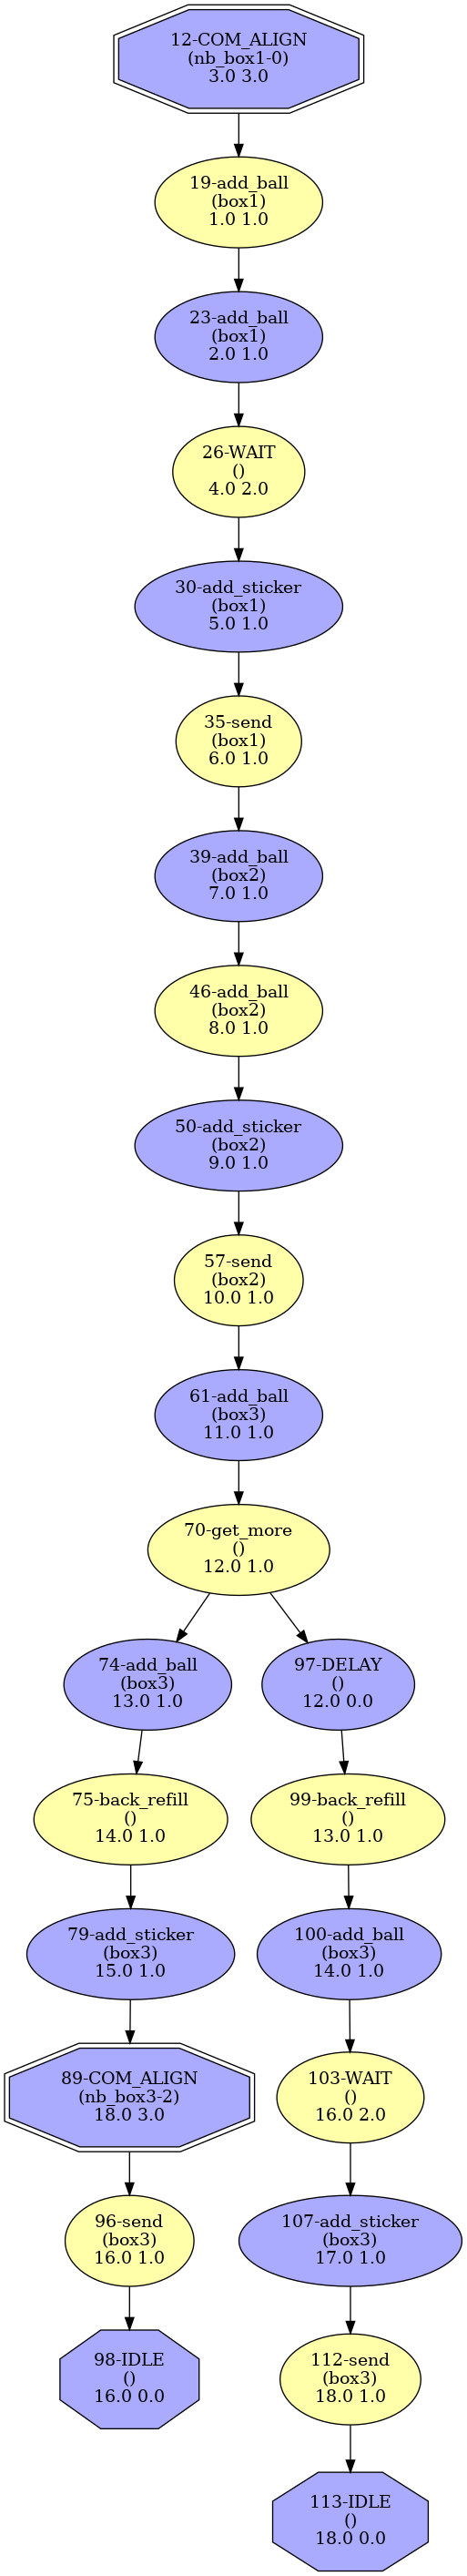 12-COM_ALIGN
(nb_box1-0)
3.0 3.0
19-add_ball
(box1)
1.0 1.0
23-add_ball
(box1)
2.0 1.0
26-WAIT
()
4.0 2.0
30-add_sticker
(box1)
5.0 1.0
35-send
(box1)
6.0 1.0
39-add_ball
(box2)
7.0 1.0
46-add_ball
(box2)
8.0 1.0
50-add_sticker
(box2)
9.0 1.0
57-send
(box2)
10.0 1.0
61-add_ball
(box3)
11.0 1.0
70-get_more
()
12.0 1.0
74-add_ball
(box3)
13.0 1.0
97-DELAY
()
12.0 0.0
75-back_refill
()
14.0 1.0
99-back_refill
()
13.0 1.0
79-add_sticker
(box3)
15.0 1.0
100-add_ball
(box3)
14.0 1.0
89-COM_ALIGN
(nb_box3-2)
18.0 3.0
103-WAIT
()
16.0 2.0
96-send
(box3)
16.0 1.0
107-add_sticker
(box3)
17.0 1.0
98-IDLE
()
16.0 0.0
112-send
(box3)
18.0 1.0
113-IDLE
()
18.0 0.0